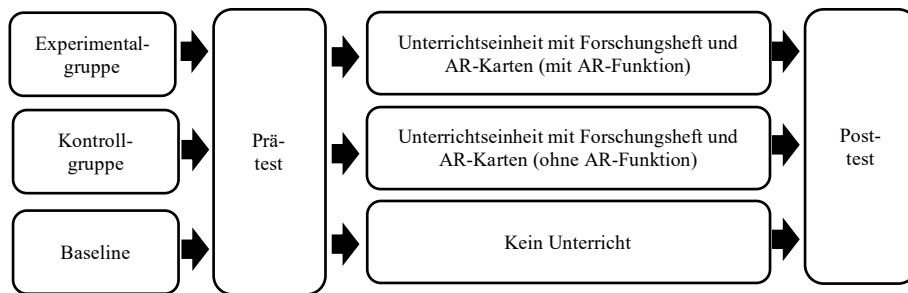 Experimental-
gruppe
Kontroll-
gruppe
Baseline
Prä-
test
Unterrichtseinheit mit Forschungsheft und
AR-Karten (mit AR-Funktion)
Unterrichtseinheit mit Forschungsheft und
AR-Karten (ohne AR-Funktion)
Kein Unterricht
Post-
test